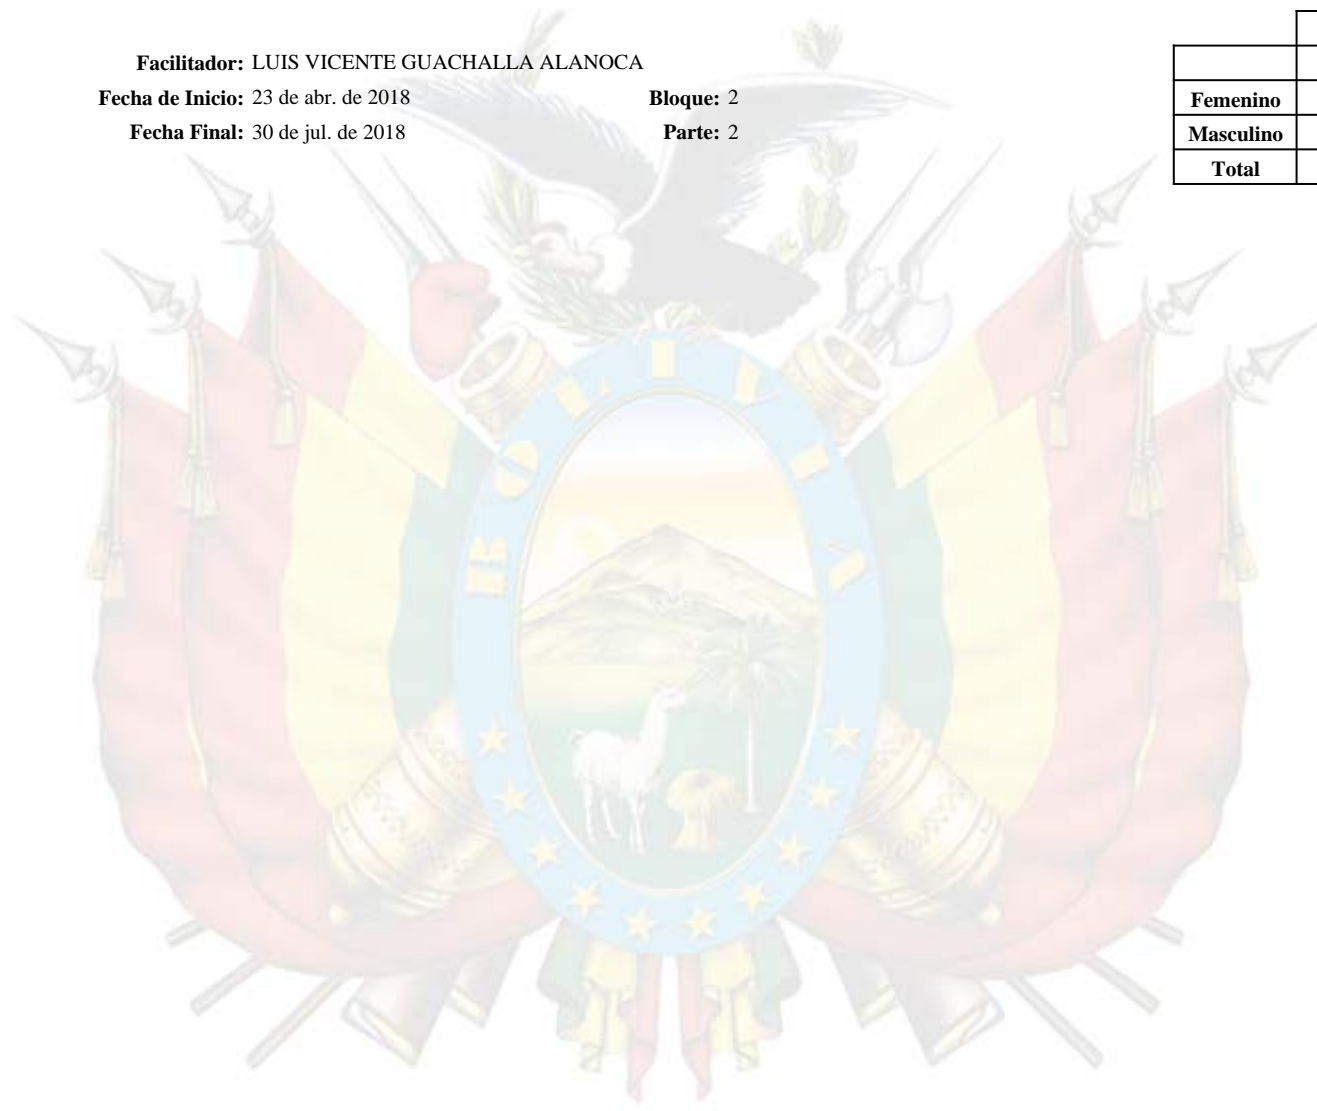 Facilitador: LUIS VICENTE GUACHALLA ALANOCA
Fecha de Inicio: 23 de abr. de 2018 Bloque: 2
Fecha Final: 30 de jul. de 2018 Parte: 2
Femenino
Masculino
Total
BOLIVIA